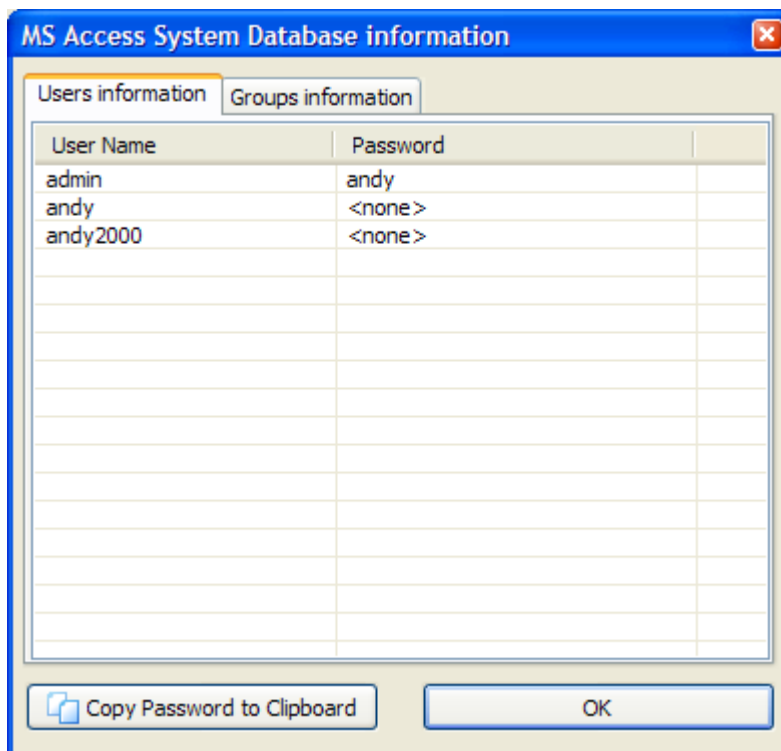 MS Access System Database information
Users information Groups information
User Name Password
admin andy
andy <none>
andy2000 <none>
Copy Password to Clipboard OK